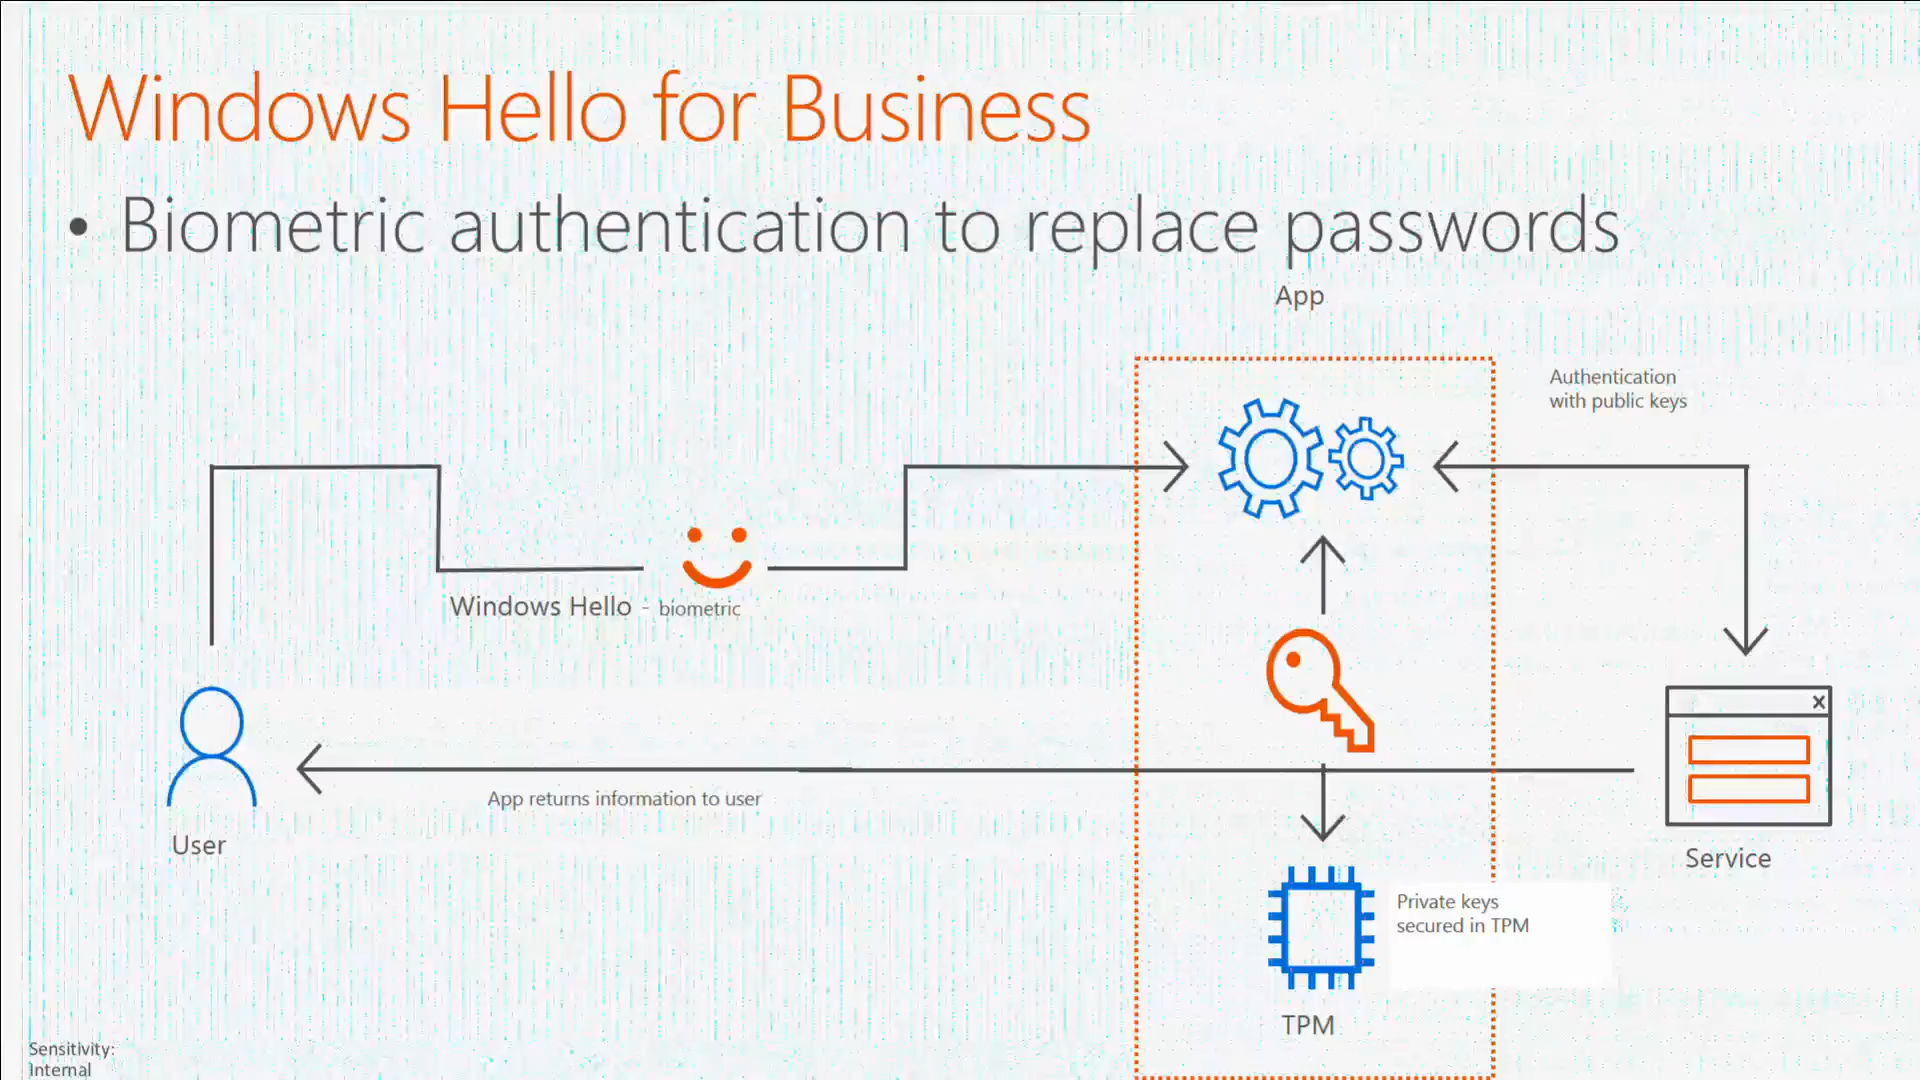 Windows Hello for Business
• Biometric authentication to replace passwords
App
Authentication
with public keys
Windows Hello - biometric
App returns information to user
User
Service
Private keys
secured in TPM
TPM
Sensitivity:
Internal